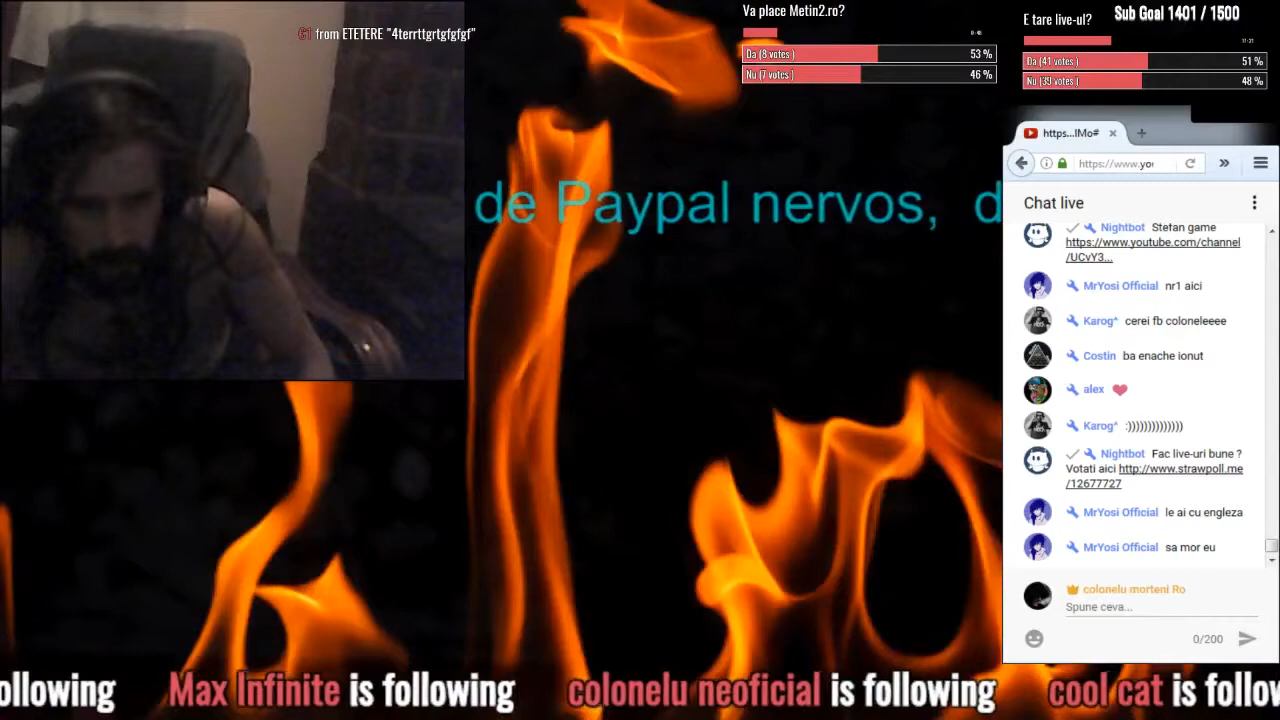 €1 from ETETERE "4terrttgrtgfgfgf"
Va place Metin2.ro?
Da (8 votes )
53 %
Nu (7 votes )
46 %
Sub Goal 1401 / 1500
E tare live-ul?
Da (41 votes )
51 %
Nu (39 votes )
48 %
https...lMo#
https://www.you
de Paypal nervos, d
Chat live
Nightbot Stefan game
https://www.youtube.com/channel
/UCvY3...
MrYosi Official nr1 aici
Karog^ cerei fb coloneleeee
Costin ba enache ionut
alex ❤
Karog^ :))))))))))))))
Nightbot Fac live-uri bune ?
Votati aici http://www.strawpoll.me
/12677727
MrYosi Official le ai cu engleza
MrYosi Official sa mor eu
colonelu morteni Ro
Spune ceva...
0/200
ollowing
Max Infinite is following
colonelu neoficial is following
cool cat is follow